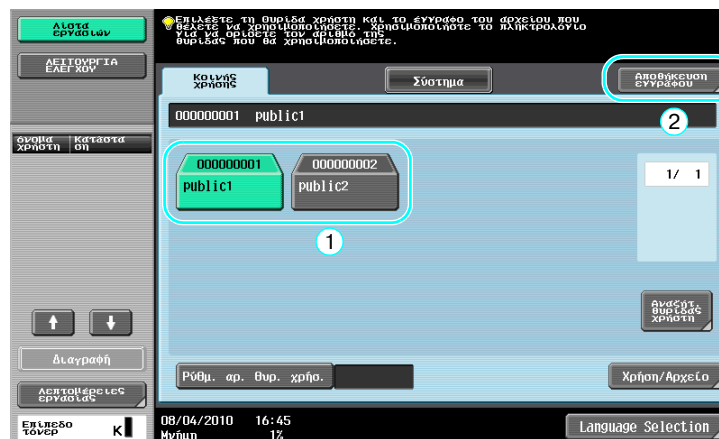 Λίστα
εργασιών
ΛΕΙΤΟΥΡΓΙΑ
ΕΛΕΓΧΟΥ
όνομα χρήστη
Κατάστα ση
Διαγραφή
Λεπτομέρειες
εργασίας
Επίπεδο
τόνερ
K
Επιλέξτε τη θυρίδα χρήστη και το έγγραφο του αρχείου που
θέλετε να χρησιμοποιήσετε. Χρησιμοποιήστε το πληκτρολόγιο
για να ορίσετε τον αριθμό της
θυρίδας που θα χρησιμοποιήσετε.
Κοινής
χρήσης
Σύστημα
Αποθήκευση
εγγράφου
2
000000001 public1
000000001
public1
000000002
public2
1
1/ 1
Αναζήτ.
θυρίδας
χρήστη
Ρύθμ. αρ. θυρ. χρήσ.
Χρήση/Αρχείο
08/04/2010 16:45
Μνήμη 1%
Language Selection